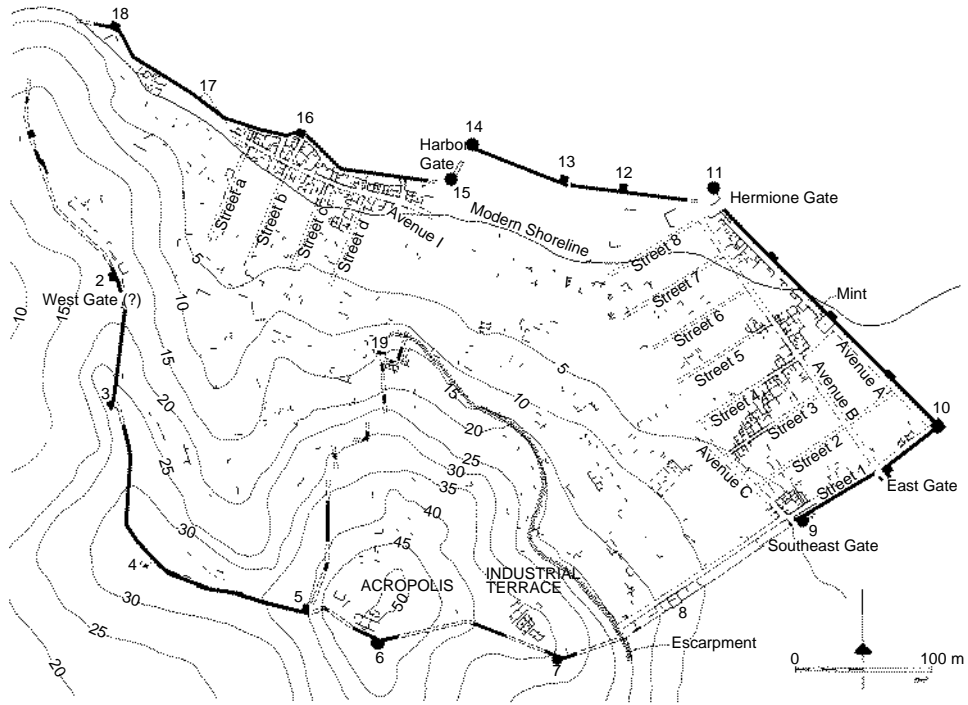 18
17
16
14
Harbor
Gate
13
12
11
15
Hermione Gate
Street a
Street b
Street c
Street d
Avenue I
Modern Shoreline
Street 8
Street 7
Street 6
Street 5
Street 4
Street 3
Street 2
Street 1
Mint
Avenue A
Avenue B
Avenue C
2
West Gate (?)
3
19
10
East Gate
9
Southeast Gate
4
5
ACROPOLIS
INDUSTRIAL
TERRACE
8
Escarpment
6
7
5
10
15
20
25
30
10
15
5
10
15
20
25
30
35
40
45
50
30
25
20
0
100 m